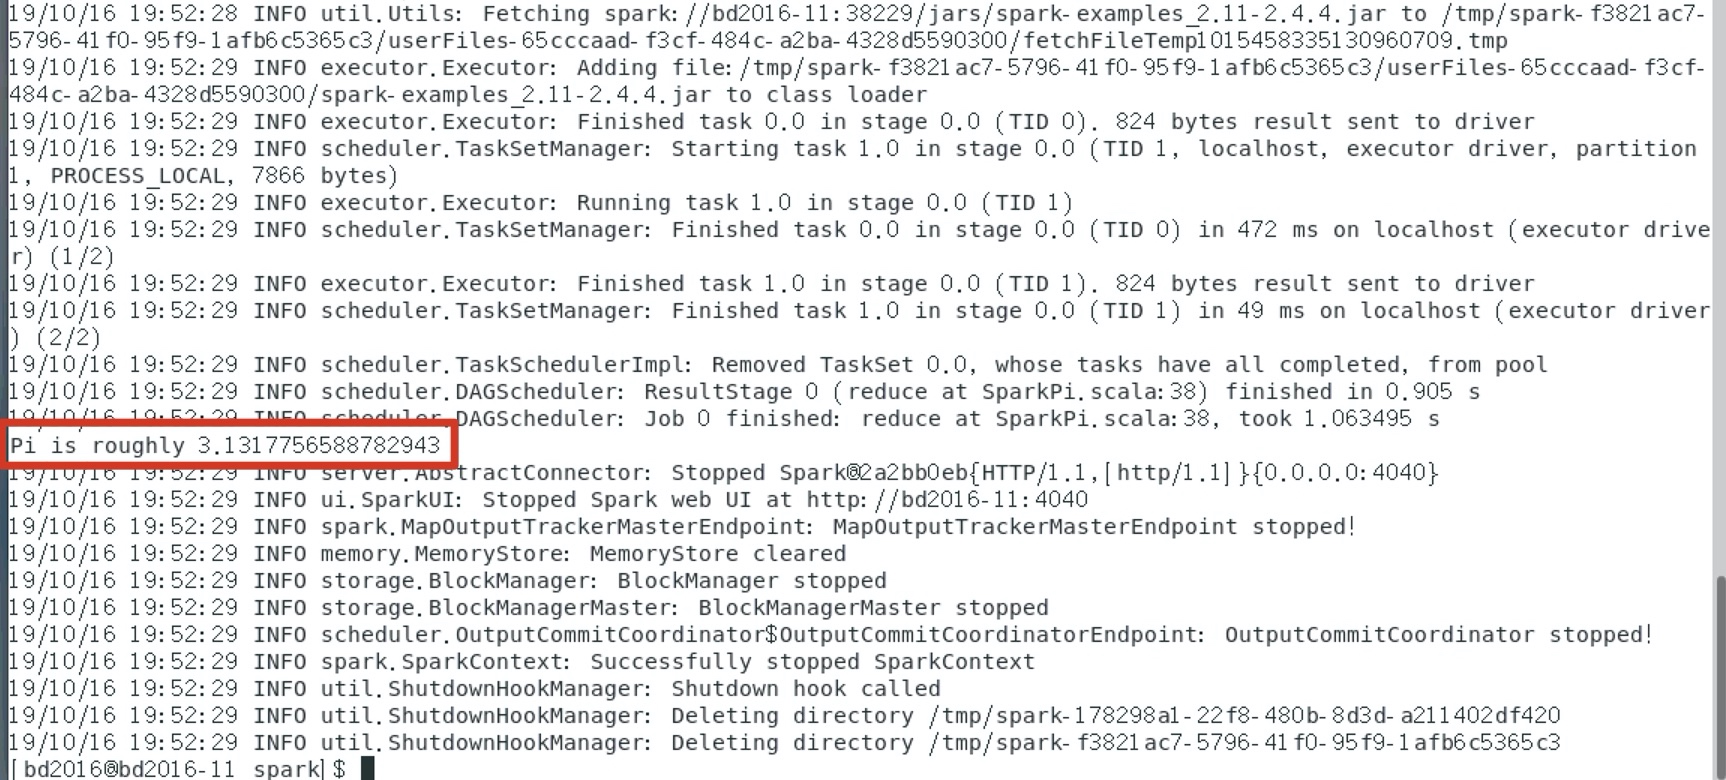 19/10/16 19:52:28 INFO util.Utils: Fetching spark://bd2016-11:38229/jars/spark-examples_2.11-2.4.4.jar to /tmp/spark-f3821ac7-
5796-41f0-95f9-1afb6c5365c3/userFiles-65cccaad-f3cf-484c-a2ba-4328d5590300/fetchFileTemp1015458335130960709.tmp
19/10/16 19:52:29 INFO executor.Executor: Adding file:/tmp/spark-f3821ac7-5796-41f0-95f9-1afb6c5365c3/userFiles-65cccaad-f3cf-
484c-a2ba-4328d5590300/spark-examples_2.11-2.4.4.jar to class loader
19/10/16 19:52:29 INFO executor.Executor: Finished task 0.0 in stage 0.0 (TID 0). 824 bytes result sent to driver
19/10/16 19:52:29 INFO scheduler.TaskSetManager: Starting task 1.0 in stage 0.0 (TID 1, localhost, executor driver, partition
1, PROCESS_LOCAL, 7866 bytes)
19/10/16 19:52:29 INFO executor.Executor: Running task 1.0 in stage 0.0 (TID 1)
19/10/16 19:52:29 INFO scheduler.TaskSetManager: Finished task 0.0 in stage 0.0 (TID 0) in 472 ms on localhost (executor drive
r) (1/2)
19/10/16 19:52:29 INFO executor.Executor: Finished task 1.0 in stage 0.0 (TID 1). 824 bytes result sent to driver
19/10/16 19:52:29 INFO scheduler.TaskSetManager: Finished task 1.0 in stage 0.0 (TID 1) in 49 ms on localhost (executor driver
) (2/2)
19/10/16 19:52:29 INFO scheduler.TaskSchedulerImpl: Removed TaskSet 0.0, whose tasks have all completed, from pool
19/10/16 19:52:29 INFO scheduler.DAGScheduler: ResultStage 0 (reduce at SparkPi.scala:38) finished in 0.905 s
19/10/16 19:52:29 INFO scheduler.DAGScheduler: Job 0 finished: reduce at SparkPi.scala:38, took 1.063495 s
Pi is roughly 3.1317756588782943
19/10/16 19:52:29 INFO server.AbstractConnector: Stopped Spark@2a2bb0eb{HTTP/1.1,[http/1.1]}{0.0.0.0:4040}
19/10/16 19:52:29 INFO ui.SparkUI: Stopped Spark web UI at http://bd2016-11:4040
19/10/16 19:52:29 INFO spark.MapOutputTrackerMasterEndpoint: MapOutputTrackerMasterEndpoint stopped!
19/10/16 19:52:29 INFO memory.MemoryStore: MemoryStore cleared
19/10/16 19:52:29 INFO storage.BlockManager: BlockManager stopped
19/10/16 19:52:29 INFO storage.BlockManagerMaster: BlockManagerMaster stopped
19/10/16 19:52:29 INFO scheduler.OutputCommitCoordinator$OutputCommitCoordinatorEndpoint: OutputCommitCoordinator stopped!
19/10/16 19:52:29 INFO spark.SparkContext: Successfully stopped SparkContext
19/10/16 19:52:29 INFO util.ShutdownHookManager: Shutdown hook called
19/10/16 19:52:29 INFO util.ShutdownHookManager: Deleting directory /tmp/spark-178298a1-22f8-480b-8d3d-a211402df420
19/10/16 19:52:29 INFO util.ShutdownHookManager: Deleting directory /tmp/spark-f3821ac7-5796-41f0-95f9-1afb6c5365c3
[bd2016@bd2016-11 spark]$